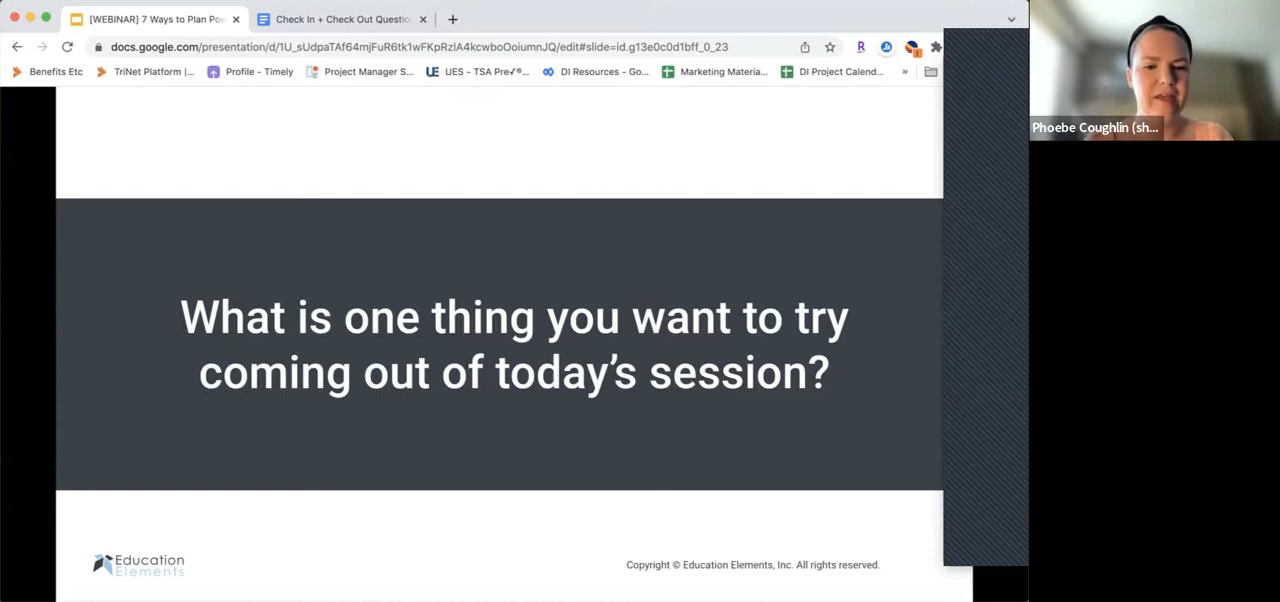 [WEBINAR] 7 Ways to Plan Po
Check In + Check Out Questio
docs.google.com/presentation/d/1U_sUdpaTAf64mjFuR6tk1wFKpRzIA4kcwboOoiumnJQ/edit#slide=id.g13e0c0d1bff_0_23
R
1
Benefits Etc
TriNet Platform |...
Profile - Timely
Project Manager S...
UE
UES - TSA Pre✓®...
DI Resources - Go...
Marketing Materia...
DI Project Calend...
»
Phoebe Coughlin (sh...
What is one thing you want to try
coming out of today’s session?
Education
Elements
Copyright © Education Elements, Inc. All rights reserved.